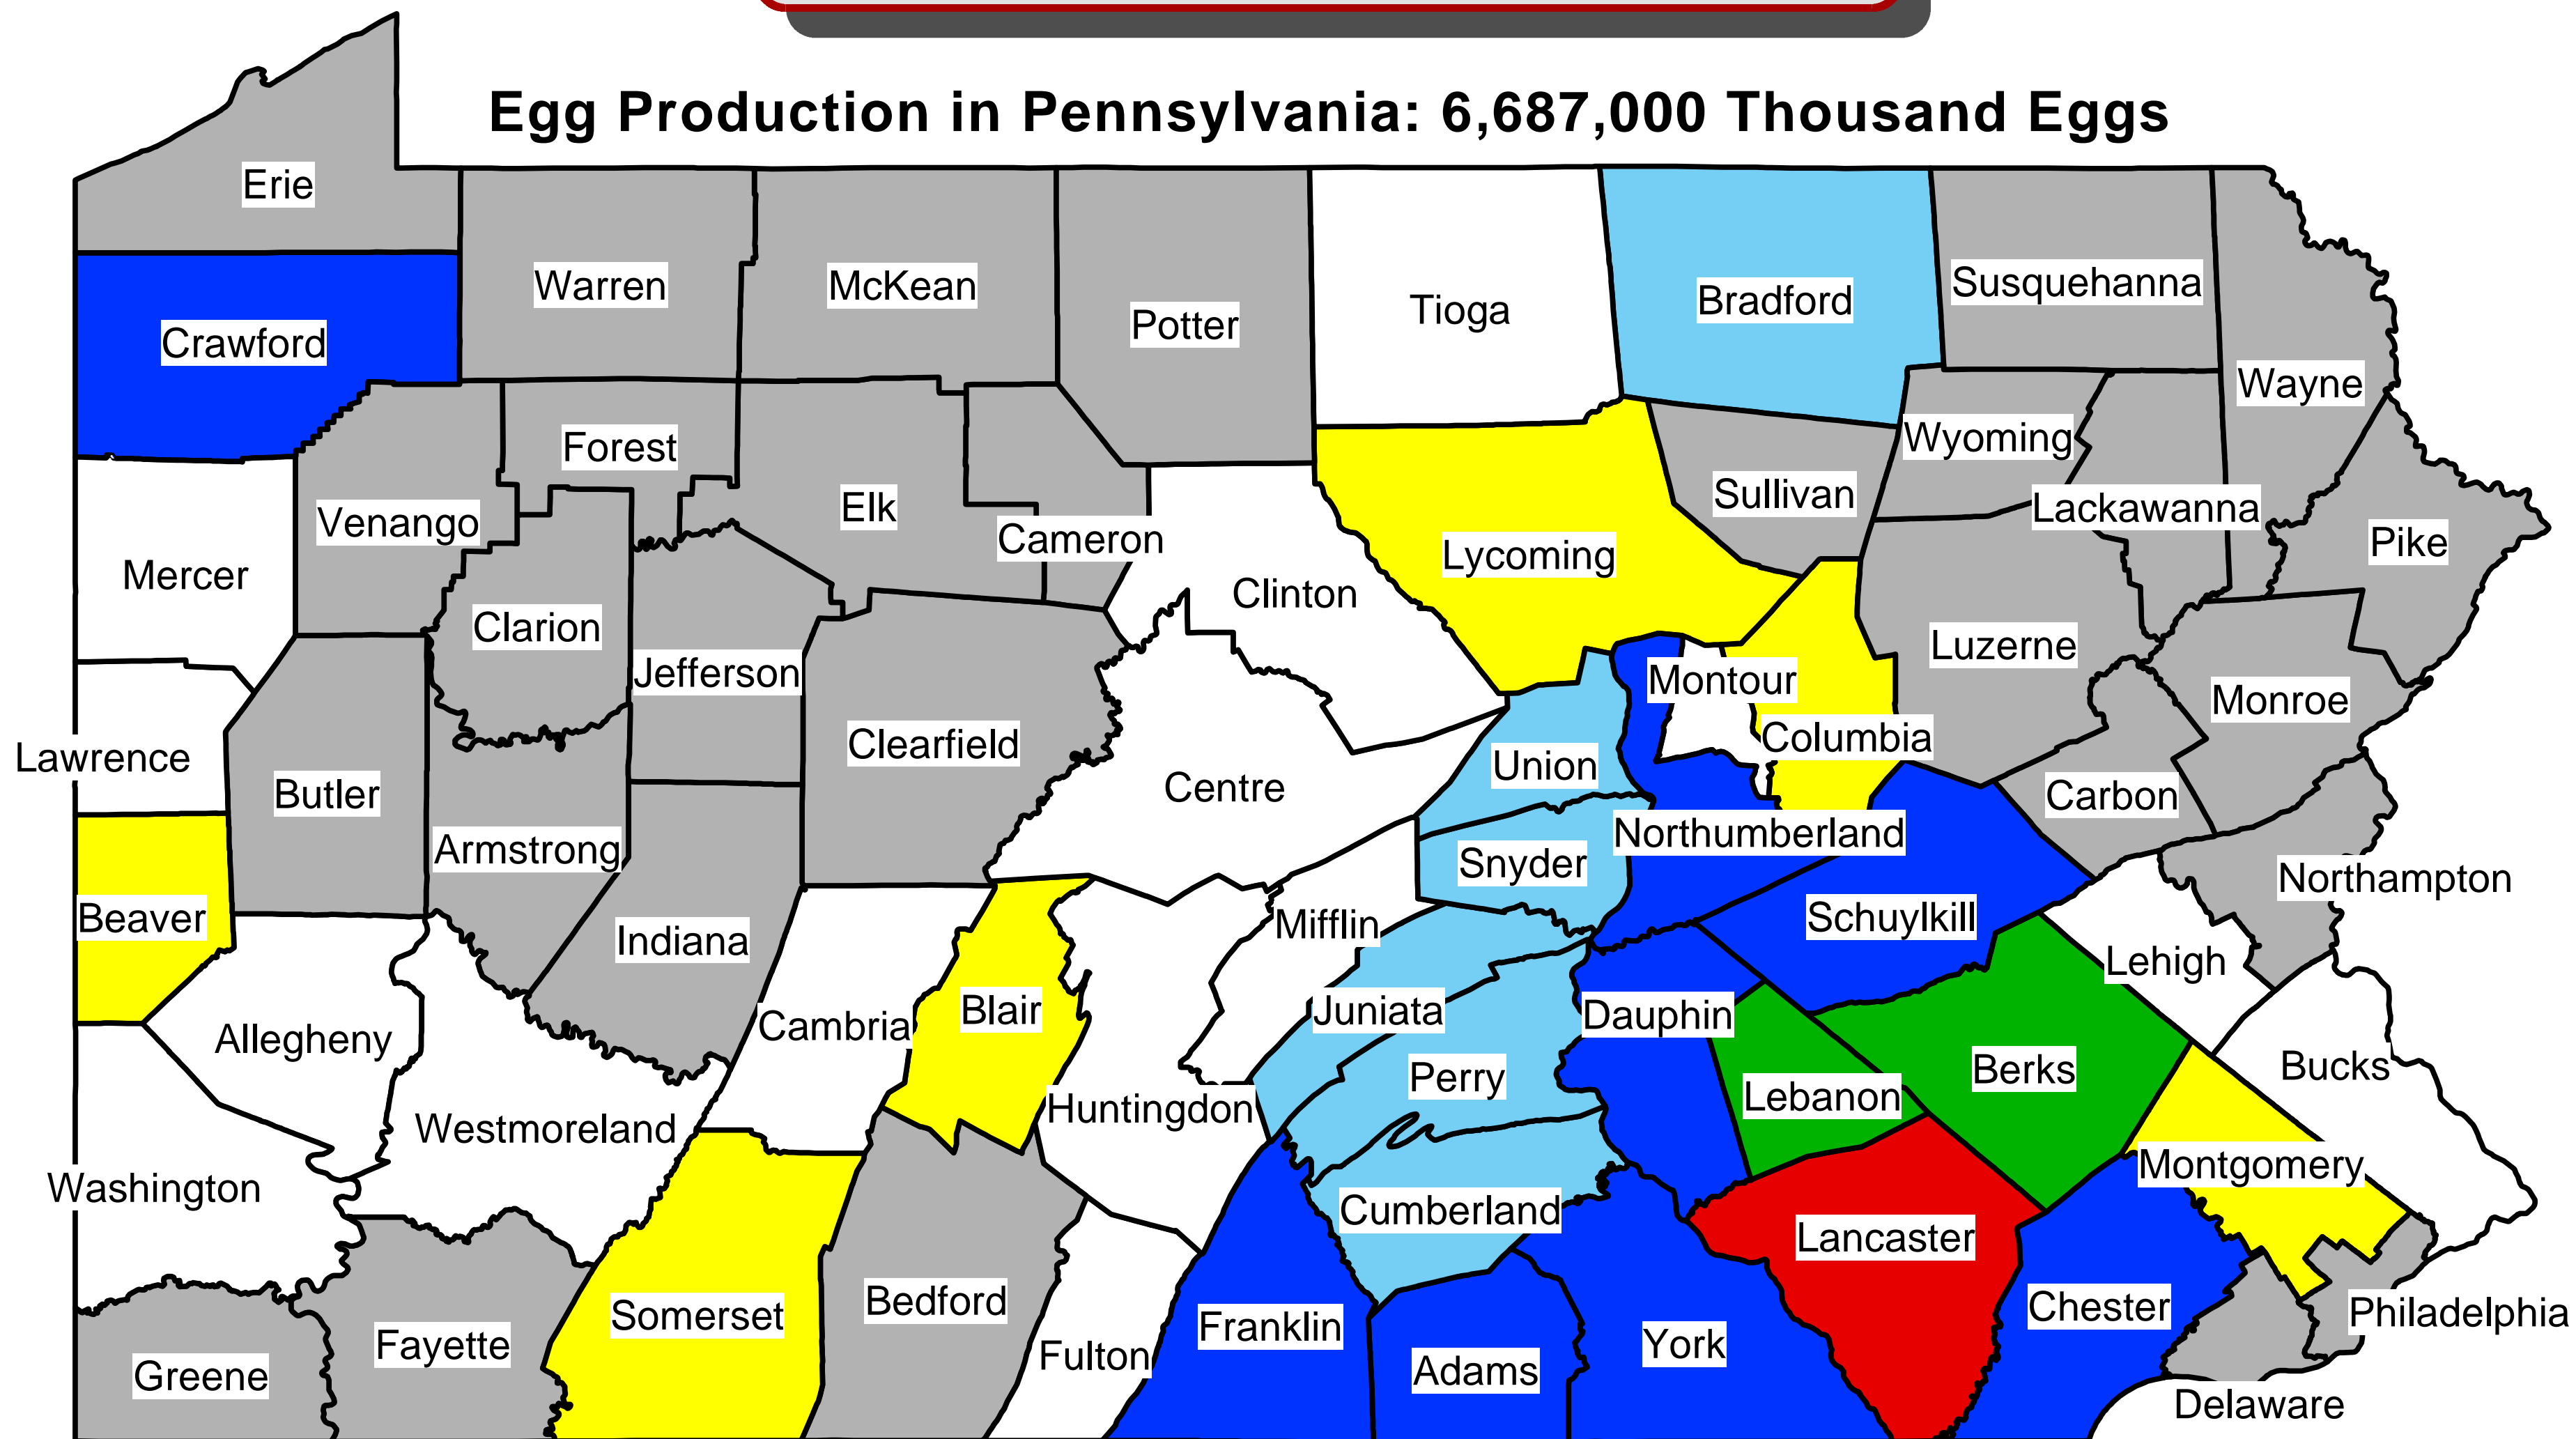 Egg Production in Pennsylvania: 6,687,000 Thousand Eggs
Erie
Warren
McKean
Potter
Tioga
Bradford
Susquehanna
Crawford
Wayne
Forest
Wyoming
Venango
Elk
Cameron
Sullivan
Lackawanna
Pike
Mercer
Lycoming
Clinton
Clarion
Jefferson
Luzerne
Montour
Monroe
Lawrence
Clearfield
Columbia
Butler
Centre
Union
Carbon
Armstrong
Northumberland
Snyder
Northampton
Beaver
Indiana
Mifflin
Schuylkill
Lehigh
Allegheny
Cambria
Blair
Juniata
Dauphin
Berks
Bucks
Westmoreland
Huntingdon
Perry
Lebanon
Washington
Montgomery
Cumberland
Lancaster
Somerset
Bedford
Franklin
Chester
Philadelphia
Greene
Fayette
Fulton
Adams
York
Delaware